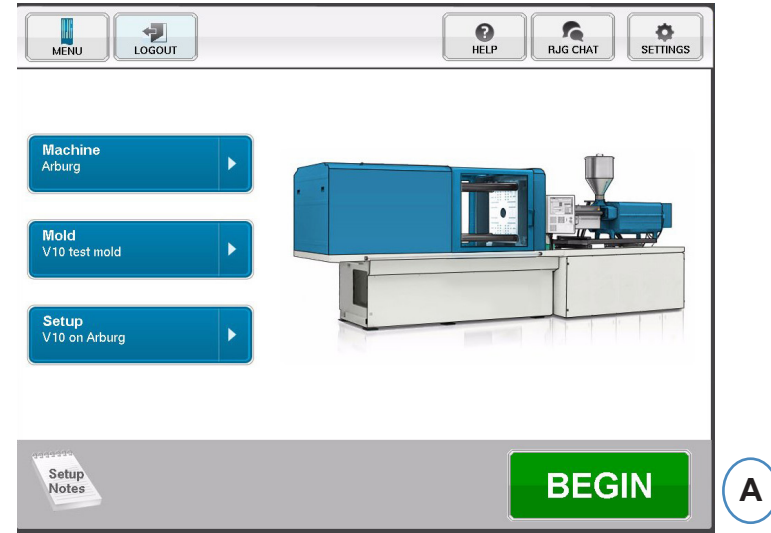 MENU
LOGOUT
HELP
RJG CHAT
SETTINGS
Machine
Arburg
Mold
V10 test mold
Setup
V10 on Arburg
Setup
Notes
BEGIN
A